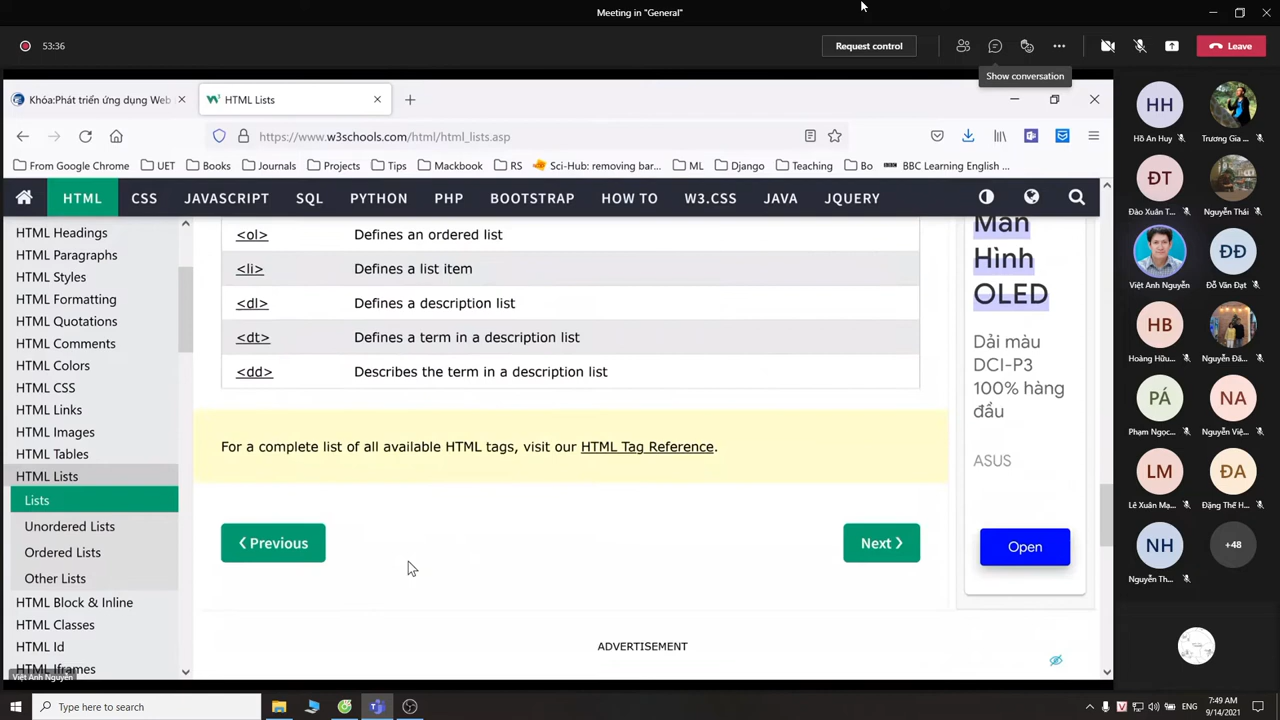 Meeting in "General"
53:36
Request control
Leave
Show conversation
Khóa:Phát triển ứng dụng Web
HTML Lists
https://www.w3schools.com/html/html_lists.asp
From Google Chrome
UET
Books
Journals
Projects
Tips
Mackbook
RS
Sci-Hub: removing bar...
ML
Django
Teaching
Bo
BBC Learning English ...
HTML
CSS
JAVASCRIPT
SQL
PYTHON
PHP
BOOTSTRAP
HOW TO
W3.CSS
JAVA
JQUERY
HTML Headings
HTML Paragraphs
HTML Styles
HTML Formatting
HTML Quotations
HTML Comments
HTML Colors
HTML CSS
HTML Links
HTML Images
HTML Tables
HTML Lists
Lists
Unordered Lists
Ordered Lists
Other Lists
HTML Block & Inline
HTML Classes
HTML Id
HTML Iframes
Việt Anh Nguyễn
<ol> Defines an ordered list
<li> Defines a list item
<dl> Defines a description list
<dt> Defines a term in a description list
<dd> Describes the term in a description list
For a complete list of all available HTML tags, visit our HTML Tag Reference.
❮ Previous
Next ❯
ADVERTISEMENT
Màn
Hình
OLED
Dải màu
DCI-P3
100% hàng
đầu
ASUS
Open
HH
Hồ An Huy
Trương Gia ...
ĐT
Đào Xuân T...
Nguyễn Thái
Việt Anh Nguyễn
ĐĐ
Đỗ Văn Đạt
HB
Hoàng Hữu...
Nguyễn Đă...
PÁ
Phạm Ngọc...
NA
Nguyễn Việ...
LM
Lê Xuân Mạ...
ĐA
Đặng Thế H...
NH
Nguyễn Th...
+48
Type here to search
V
ENG
7:49 AM
9/14/2021